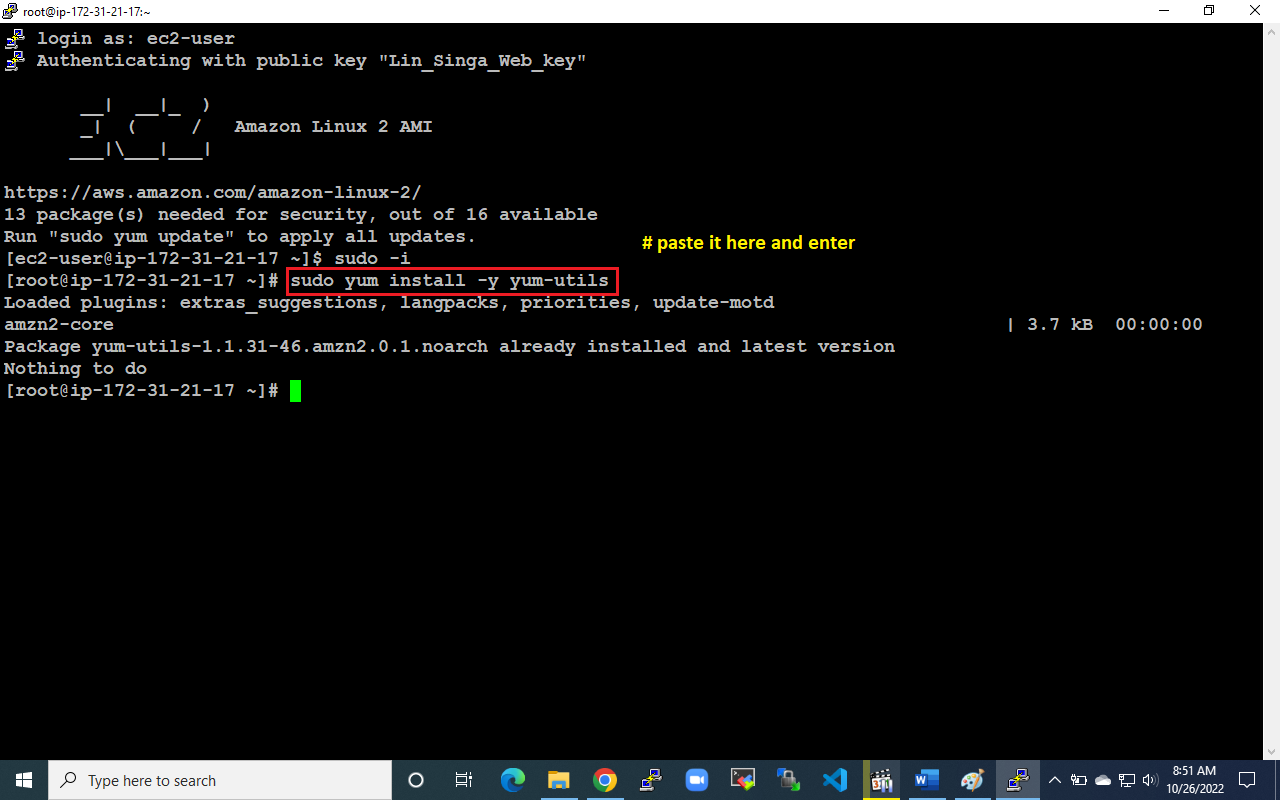 root@ip-172-31-21-17:~
login as: ec2-user
Authenticating with public key "Lin_Singa_Web_key"
__|  __|_  )
_|  (     /   Amazon Linux 2 AMI
___|\___|___|
https://aws.amazon.com/amazon-linux-2/
13 package(s) needed for security, out of 16 available
Run "sudo yum update" to apply all updates.
# paste it here and enter
[ec2-user@ip-172-31-21-17 ~]$ sudo -i
[root@ip-172-31-21-17 ~]# sudo yum install -y yum-utils
Loaded plugins: extras_suggestions, langpacks, priorities, update-motd
amzn2-core | 3.7 kB  00:00:00
Package yum-utils-1.1.31-46.amzn2.0.1.noarch already installed and latest version
Nothing to do
[root@ip-172-31-21-17 ~]#
Type here to search
8:51 AM
10/26/2022